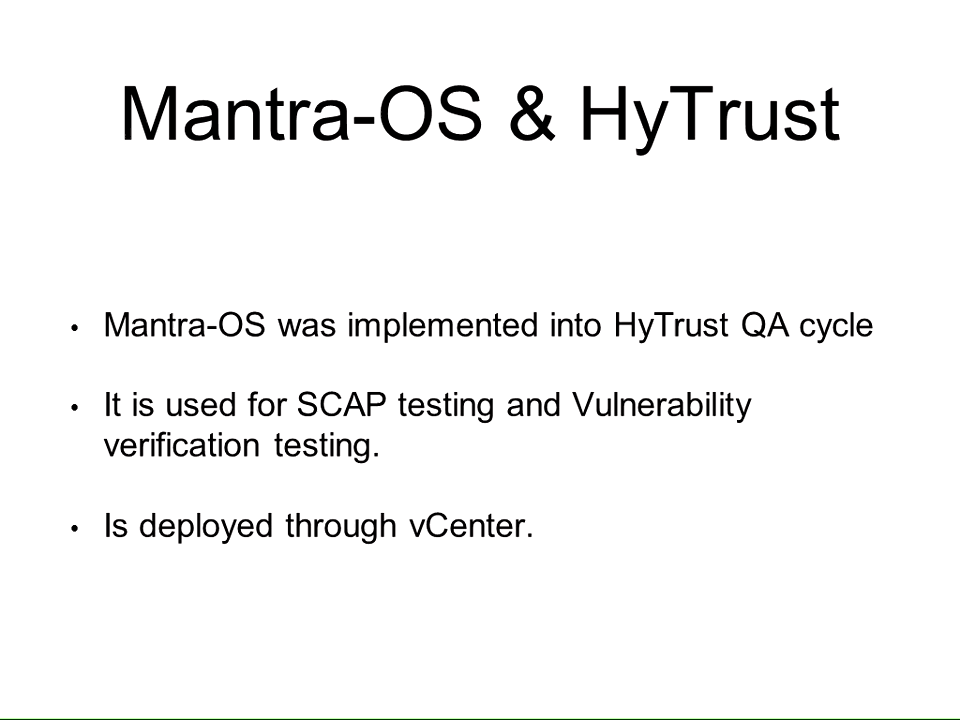 Mantra-OS & HyTrust
• Mantra-OS was implemented into HyTrust QA cycle
• It is used for SCAP testing and Vulnerability
verification testing.
• Is deployed through vCenter.